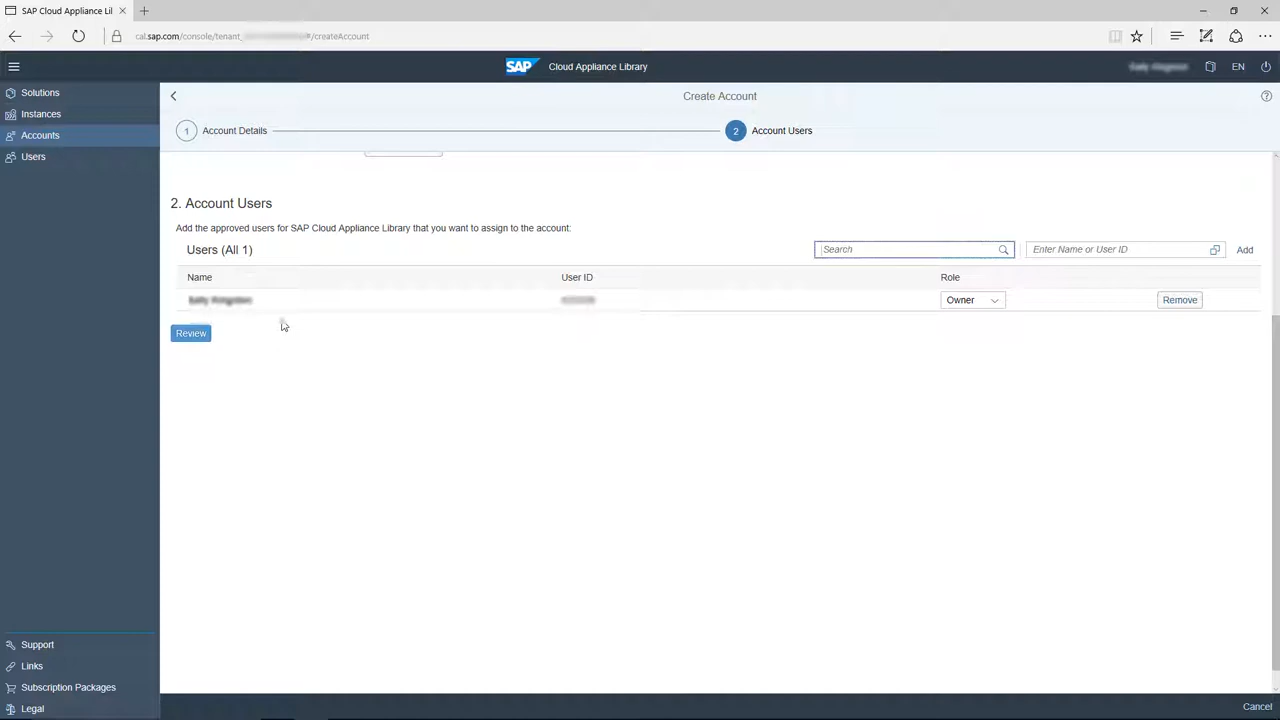 SAP Cloud Appliance Lil
cal.sap.com/console/tenant_
#/createAccount
SAP Cloud Appliance Library
EN
Solutions
Instances
Accounts
Users
Create Account
1 Account Details
2 Account Users
2. Account Users
Add the approved users for SAP Cloud Appliance Library that you want to assign to the account:
Users (All 1)
Search
Enter Name or User ID
Add
Name
User ID
Role
Owner
Remove
Review
Support
Links
Subscription Packages
Legal
Cancel